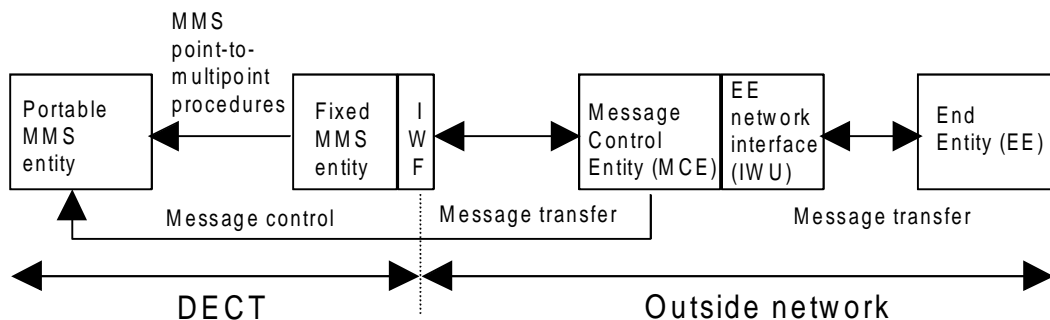 MMS
point-to-
multipoint
procedures
Portable
MMS
entity
Fixed
MMS
entity
I
W
F
Message
Control
Entity (MCE)
EE
network
interface
(IWU)
End
Entity (EE)
Message control
Message transfer
Message transfer
DECT
Outside network